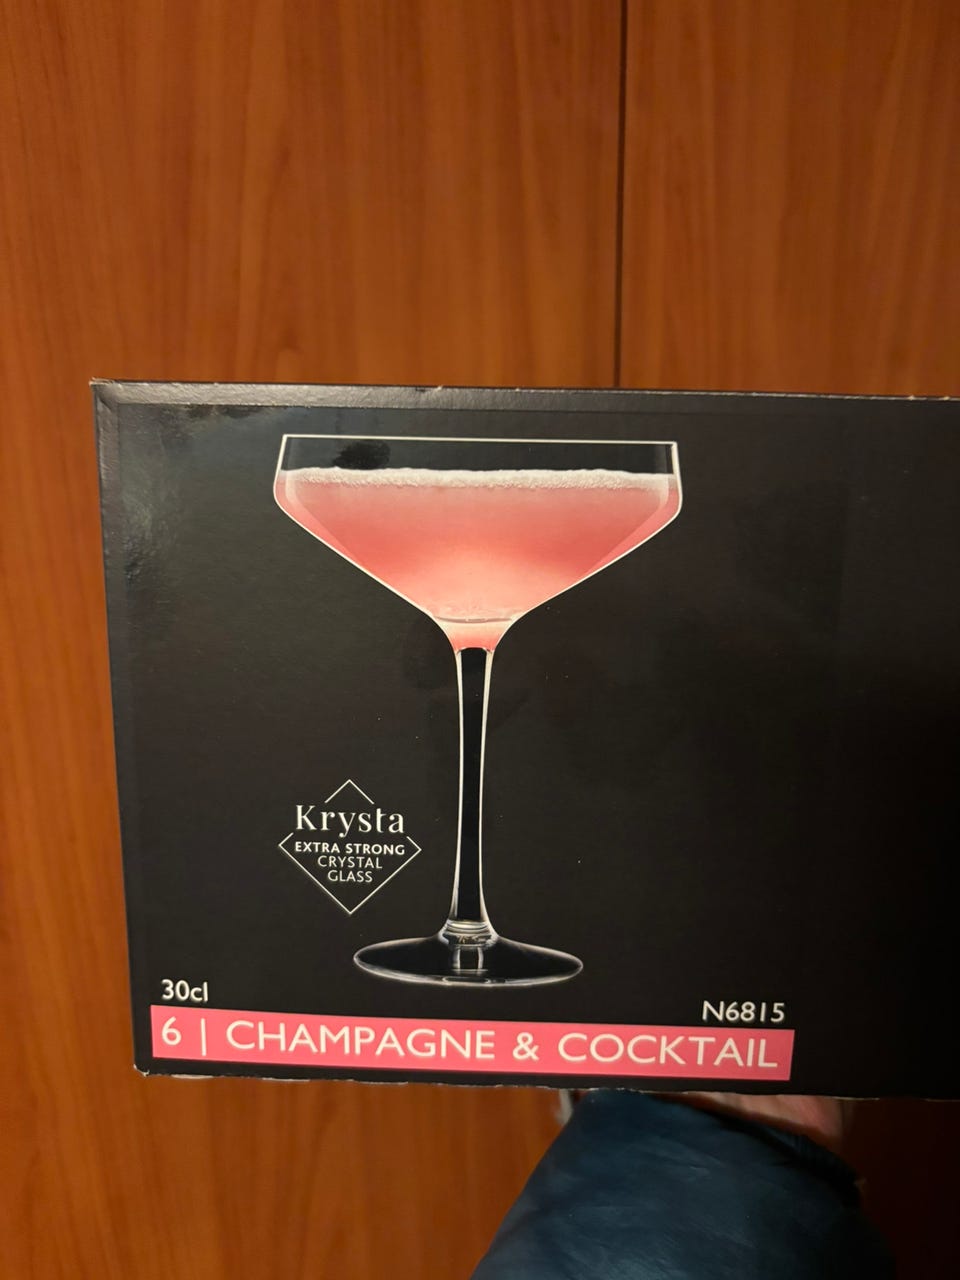 Krysta
EXTRA STRONG
CRYSTAL
GLASS
30cl
N6815
6 | CHAMPAGNE & COCKTAIL